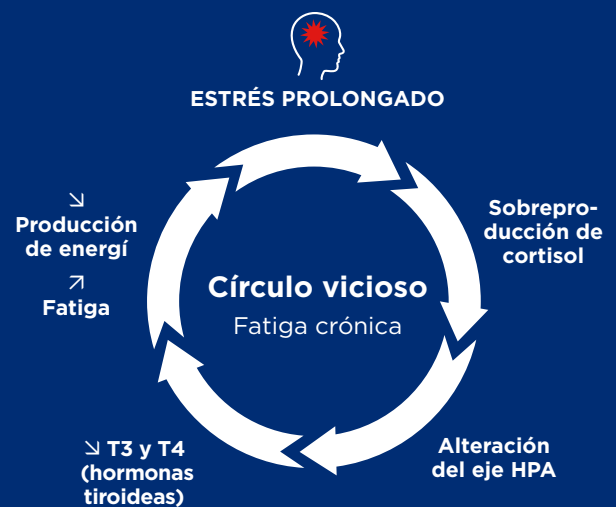 ESTRÉS PROLONGADO
Sobrepro-
ducción de
cortisol
Alteración
del eje HPA
↘ T3 y T4
(hormonas
tiroideas)
↘
Producción
de energí
↗
Fatiga
Círculo vicioso
Fatiga crónica